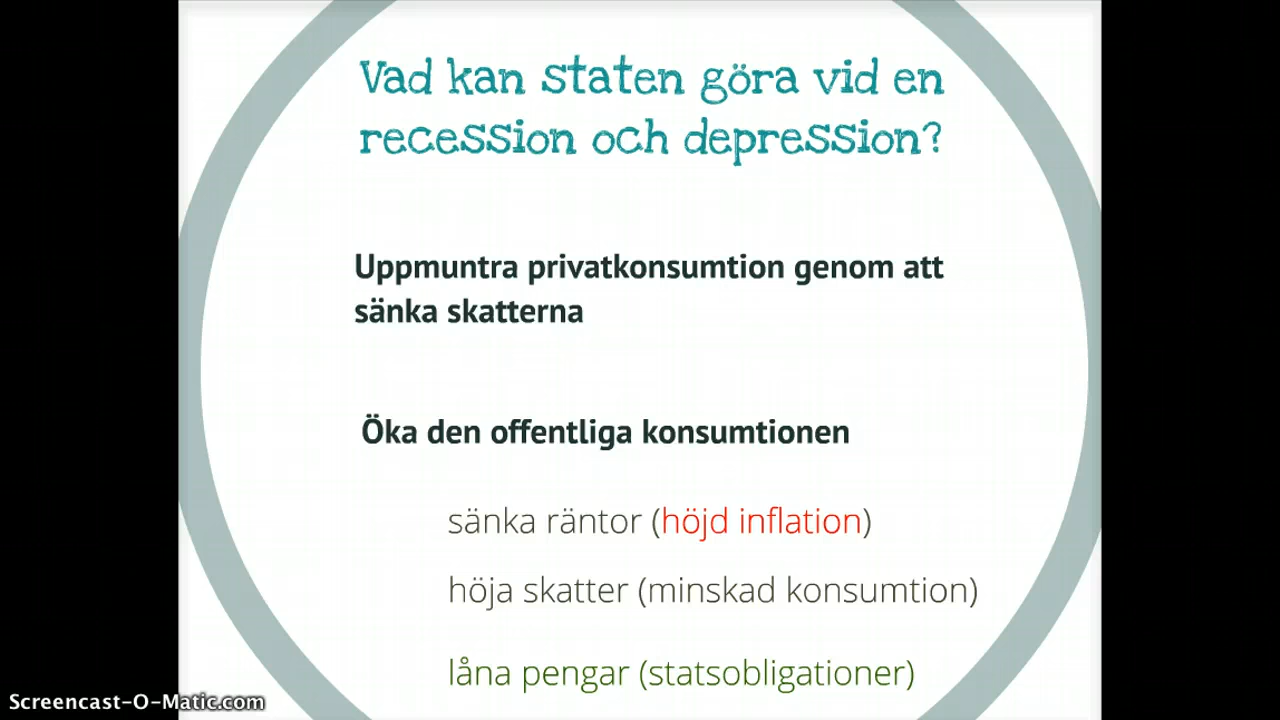 Vad kan staten göra vid en
recession och depression?
Uppmuntra privatkonsumtion genom att
sänka skatterna
Öka den offentliga konsumtionen
sänka räntor (höjd inflation)
höja skatter (minskad konsumtion)
låna pengar (statsobligationer)
Screencast-O-Matic.com